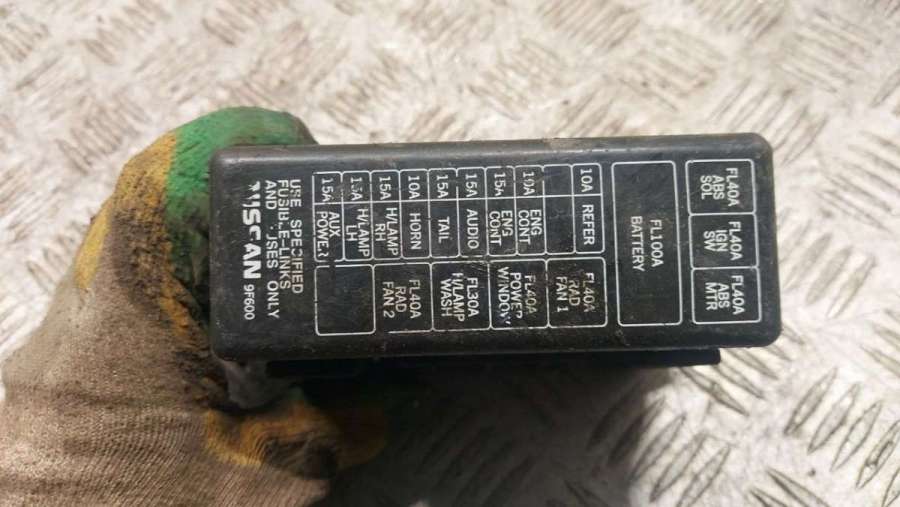 FL40A
ABS
SOL
FL40A
IGN
SW
FL40A
ABS
MTR
FL100A
BATTERY
10A REFER
FL40A
RAD
FAN 1
10A ENG
CONT
15A ENG
CONT
FL40A
POWER
WINDOW
15A AUDIO
15A TAIL
FL30A
H/LAMP
WASH
10A HORN
15A H/LAMP
RH
FL40A
RAD
FAN 2
15A H/LAMP
LH
15A AUX
POWER
USE SPECIFIED
FUSIBLE-LINKS
AND FUSES ONLY
NISSAN 9F600